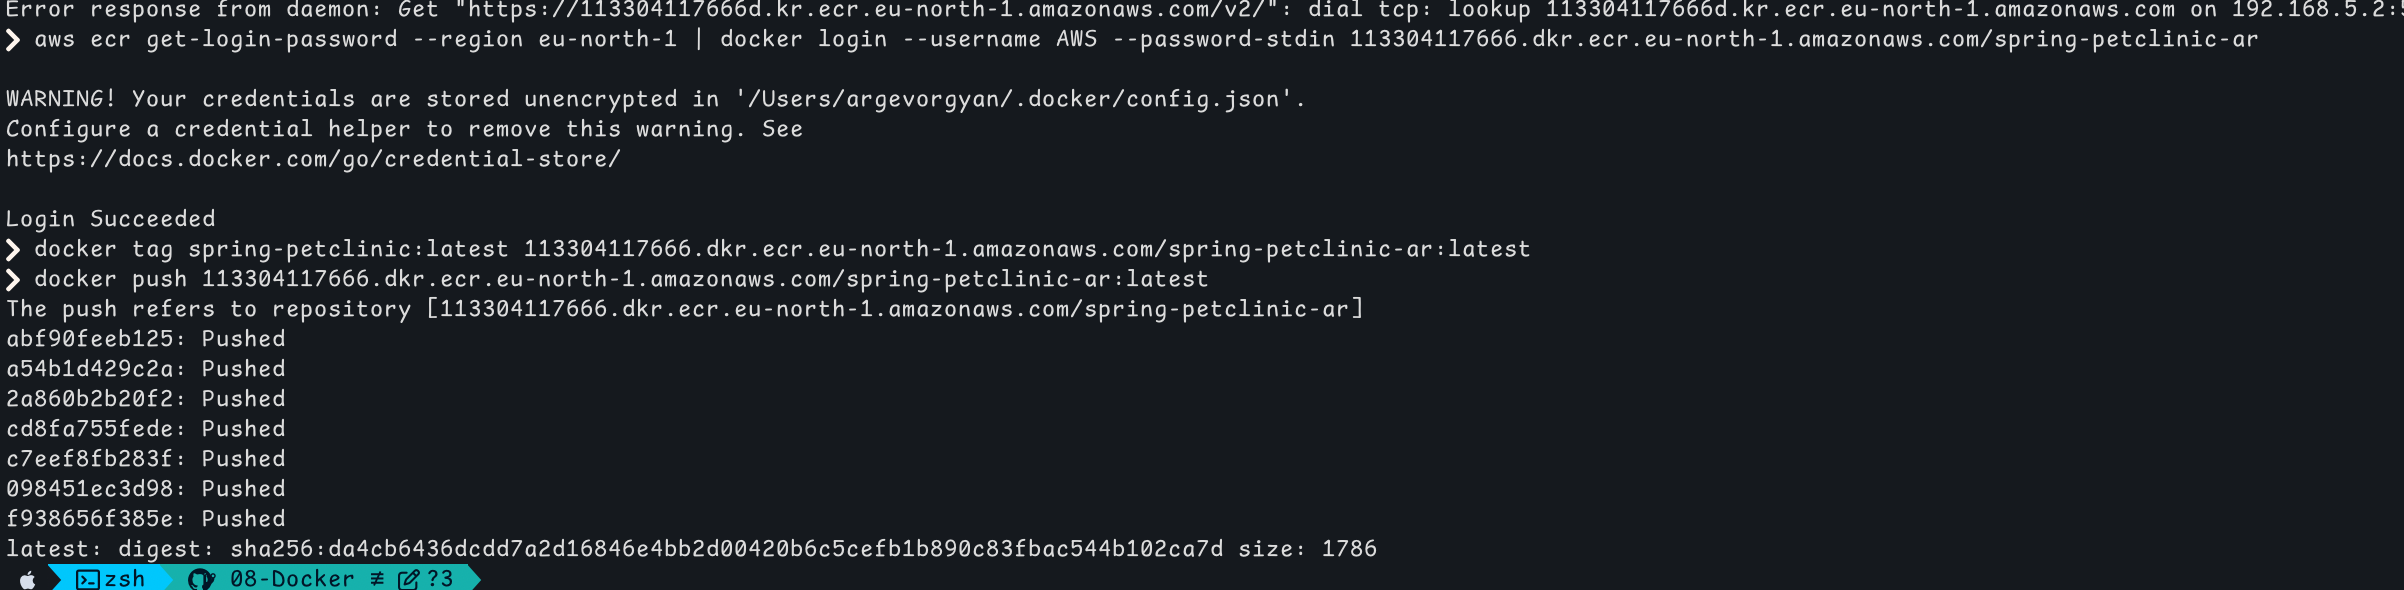 Error response from daemon: Get "https://113304117666d.kr.ecr.eu-north-1.amazonaws.com/v2/": dial tcp: lookup 113304117666d.kr.ecr.eu-north-1.amazonaws.com on 192.168.5.2:
❯ aws ecr get-login-password --region eu-north-1 | docker login --username AWS --password-stdin 113304117666.dkr.ecr.eu-north-1.amazonaws.com/spring-petclinic-ar
WARNING! Your credentials are stored unencrypted in '/Users/argevorgyan/.docker/config.json'.
Configure a credential helper to remove this warning. See
https://docs.docker.com/go/credential-store/
Login Succeeded
❯ docker tag spring-petclinic:latest 113304117666.dkr.ecr.eu-north-1.amazonaws.com/spring-petclinic-ar:latest
❯ docker push 113304117666.dkr.ecr.eu-north-1.amazonaws.com/spring-petclinic-ar:latest
The push refers to repository [113304117666.dkr.ecr.eu-north-1.amazonaws.com/spring-petclinic-ar]
abf90feeb125: Pushed
a54b1d429c2a: Pushed
2a860b2b20f2: Pushed
cd8fa755fede: Pushed
c7eef8fb283f: Pushed
098451ec3d98: Pushed
f938656f385e: Pushed
latest: digest: sha256:da4cb6436dcdd7a2d16846e4bb2d00420b6c5cefb1b890c83fbac544b102ca7d size: 1786
zsh 08-Docker ≢ ?3